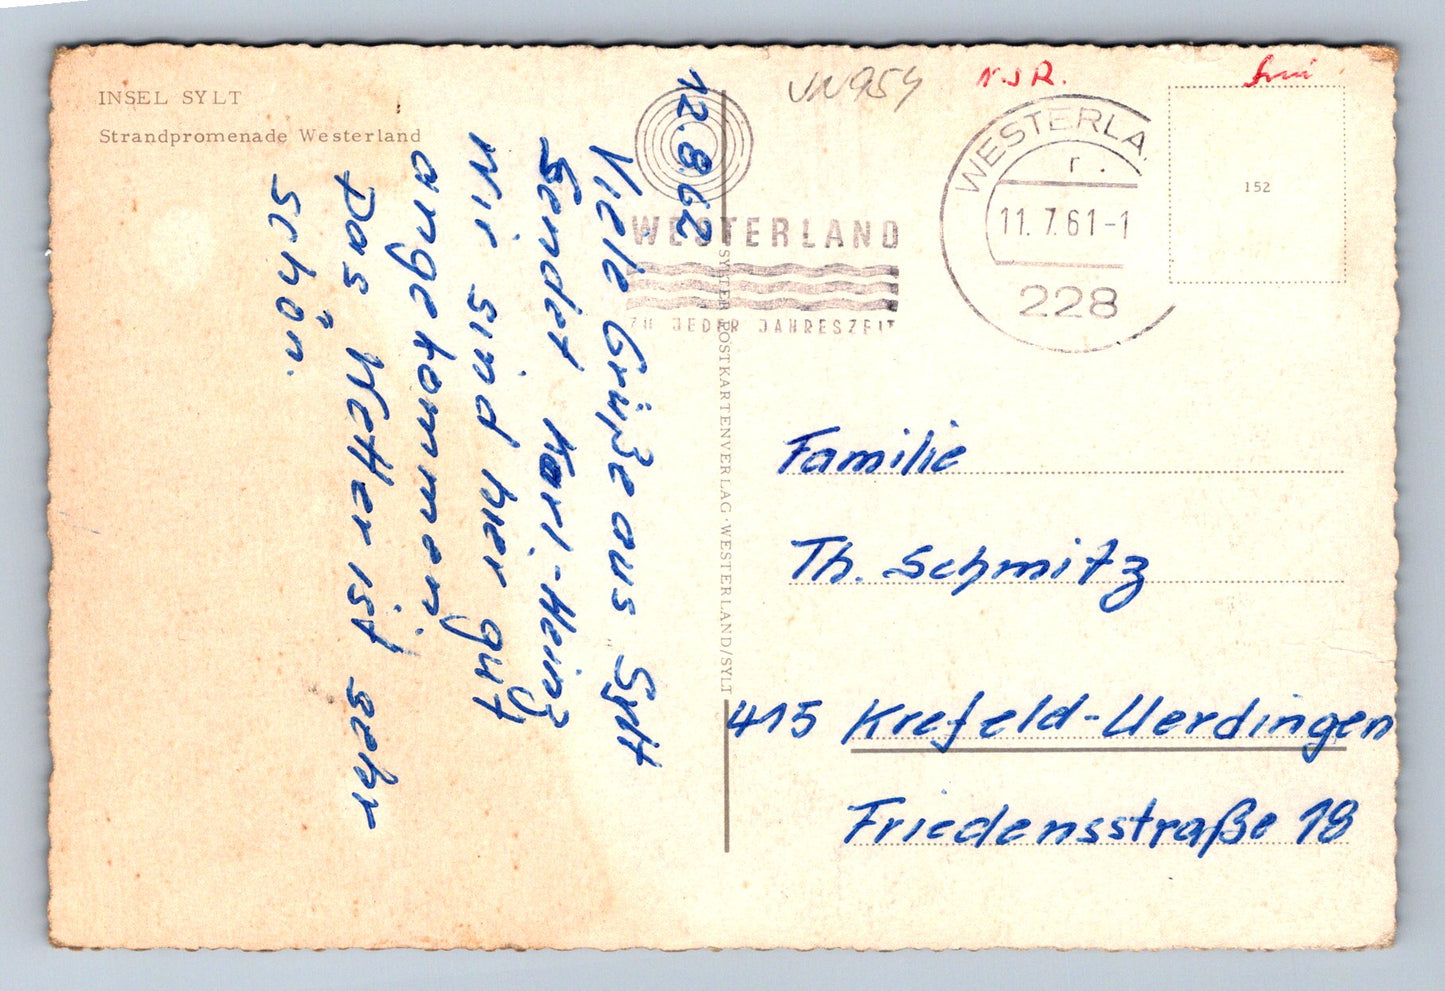 INSEL SYLT
Strandpromenade Westerland
12.8.62
Viele Grüße aus Sylt
Sendet Karl-Heinz
Wir sind hier gut
angekommen
Das Wetter ist sehr
schön.
SYLTER POSTKARTENVERLAG·WESTERLAND/SYLT
WESTERLAND
ZU JEDER JAHRESZEIT
WESTERLA
11.7.61-1
228
152
Familie
Th. Schmitz
415 Krefeld-Uerdingen
Friedensstraße 18